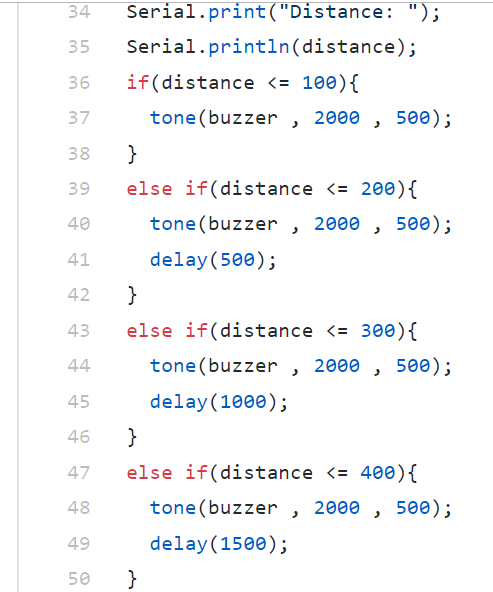 34 Serial.print("Distance: ");
35 Serial.println(distance);
36 if(distance <= 100){
37 tone(buzzer , 2000 , 500);
38 }
39 else if(distance <= 200){
40 tone(buzzer , 2000 , 500);
41 delay(500);
42 }
43 else if(distance <= 300){
44 tone(buzzer , 2000 , 500);
45 delay(1000);
46 }
47 else if(distance <= 400){
48 tone(buzzer , 2000 , 500);
49 delay(1500);
50 }